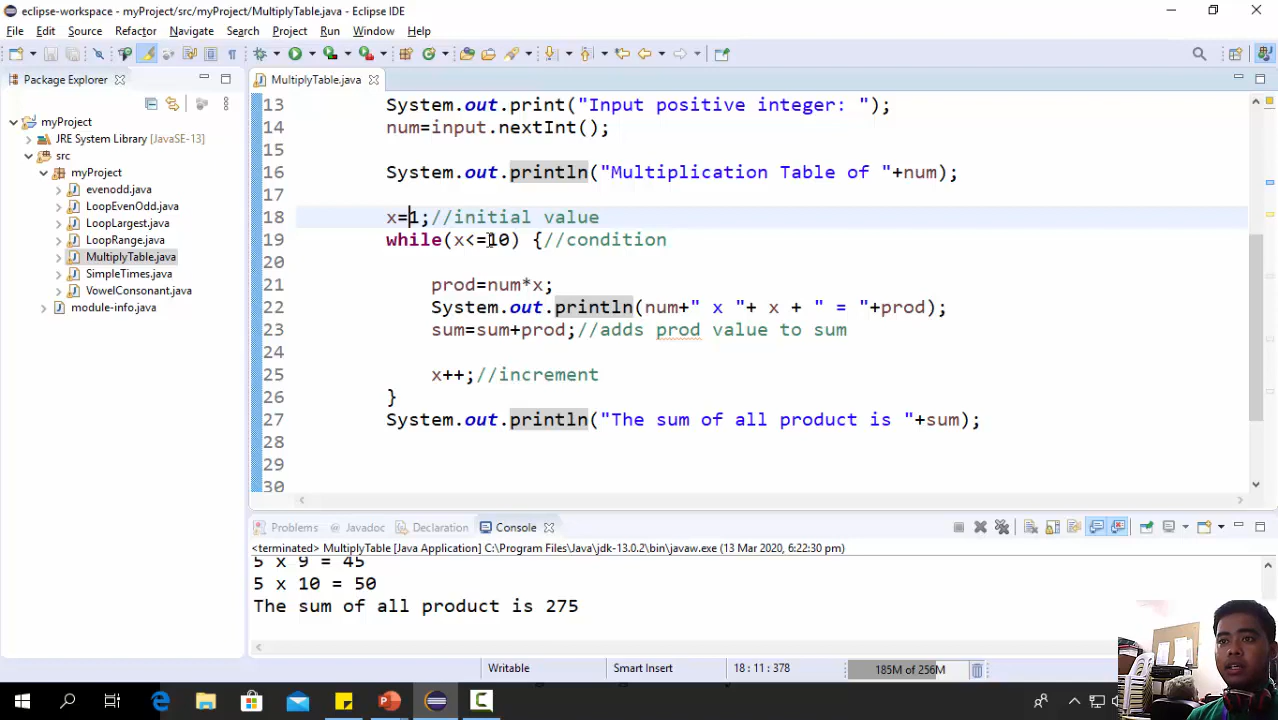 eclipse-workspace - myProject/src/myProject/MultiplyTable.java - Eclipse IDE
File Edit Source Refactor Navigate Search Project Run Window Help
Package Explorer
MultiplyTable.java
myProject
JRE System Library [JavaSE-13]
src
myProject
evenodd.java
LoopEvenOdd.java
LoopLargest.java
LoopRange.java
MultiplyTable.java
SimpleTimes.java
VowelConsonant.java
module-info.java
13 System.out.print("Input positive integer: ");
14 num=input.nextInt();
15
16 System.out.println("Multiplication Table of "+num);
17
18 x=1;//initial value
19 while(x<=10) {//condition
20
21 prod=num*x;
22 System.out.println(num+" x "+ x + " = "+prod);
23 sum=sum+prod;//adds prod value to sum
24
25 x++;//increment
26 }
27 System.out.println("The sum of all product is "+sum);
28
29
30
Problems Javadoc Declaration Console
<terminated> MultiplyTable [Java Application] C:\Program Files\Java\jdk-13.0.2\bin\javaw.exe (13 Mar 2020, 6:22:30 pm)
5 x 9 = 45
5 x 10 = 50
The sum of all product is 275
Writable Smart Insert 18 : 11 : 378 185M of 256M